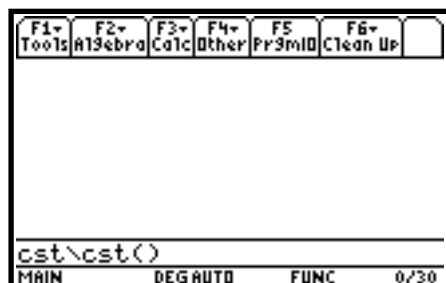 F1▾ F2▾ F3▾ F4▾ F5 F6▾
Tools Algebra Calc Other PrgmIO Clean Up
cst\cst()
MAIN DEG AUTO FUNC 0/30